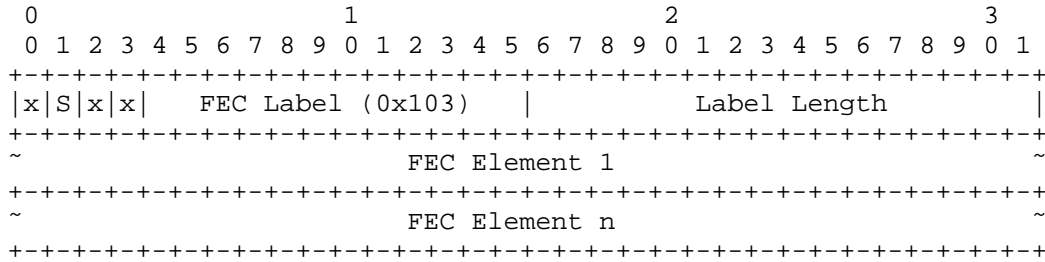 0                   1                   2                   3
 0 1 2 3 4 5 6 7 8 9 0 1 2 3 4 5 6 7 8 9 0 1 2 3 4 5 6 7 8 9 0 1
+-+-+-+-+-+-+-+-+-+-+-+-+-+-+-+-+-+-+-+-+-+-+-+-+-+-+-+-+-+-+-+-+
|x|S|x|x|   FEC Label (0x103)   |          Label Length         |
+-+-+-+-+-+-+-+-+-+-+-+-+-+-+-+-+-+-+-+-+-+-+-+-+-+-+-+-+-+-+-+-+
~                        FEC Element 1                          ~
+-+-+-+-+-+-+-+-+-+-+-+-+-+-+-+-+-+-+-+-+-+-+-+-+-+-+-+-+-+-+-+-+
~                        FEC Element n                          ~
+-+-+-+-+-+-+-+-+-+-+-+-+-+-+-+-+-+-+-+-+-+-+-+-+-+-+-+-+-+-+-+-+